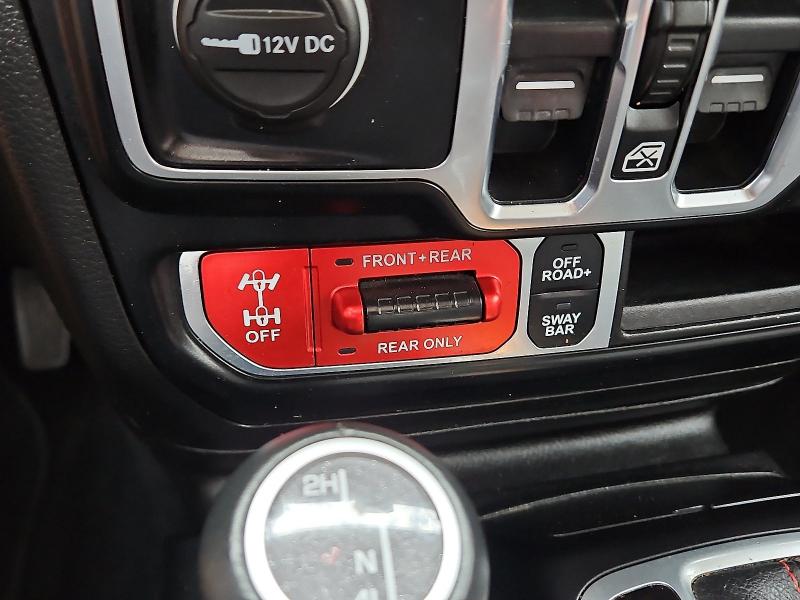 12V DC
FRONT+REAR
OFF
REAR ONLY
OFF
ROAD+
SWAY
BAR
2H
N